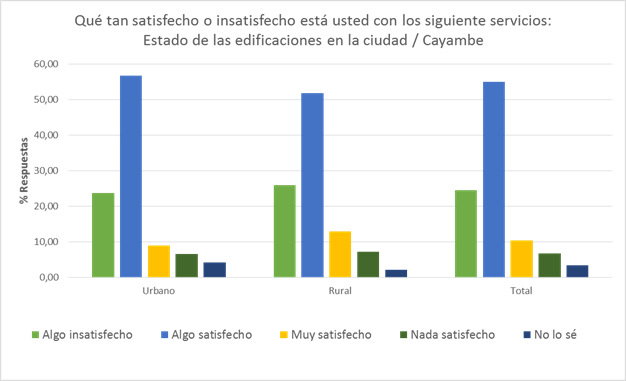 Qué tan satisfecho o insatisfecho está usted con los siguiente servicios:
Estado de las edificaciones en la ciudad / Cayambe
% Respuestas
60,00
50,00
40,00
30,00
20,00
10,00
0,00
Urbano Rural Total
Algo insatisfecho Algo satisfecho Muy satisfecho Nada satisfecho No lo sé